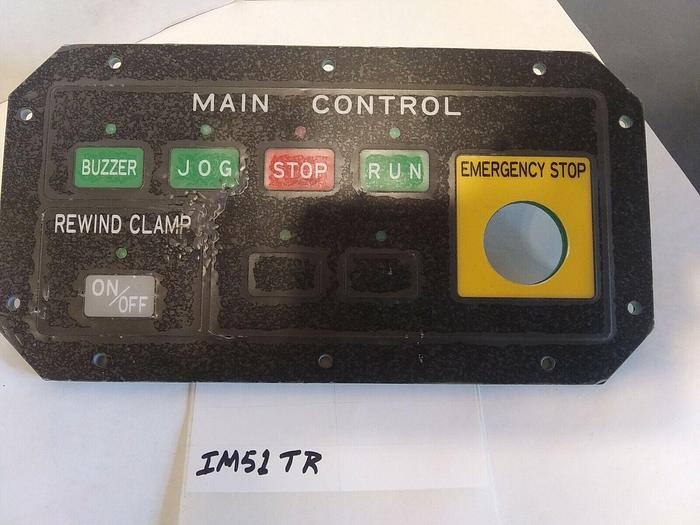 MAIN CONTROL
BUZZER JOG STOP RUN EMERGENCY STOP
REWIND CLAMP
ON/OFF
IM51 TR